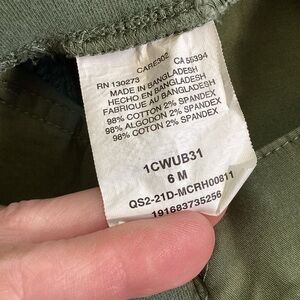 CARE302 CA 56394
RN 130273
MADE IN BANGLADESH
HECHO EN BANGLADESH
FABRIQUE AU BANGLADESH
98% COTTON 2% SPANDEX
98% ALGODON 2% SPANDEX
98% COTON 2% SPANDEX
1CWUB31
6 M
QS2-21D-MCRH00811
191683735256